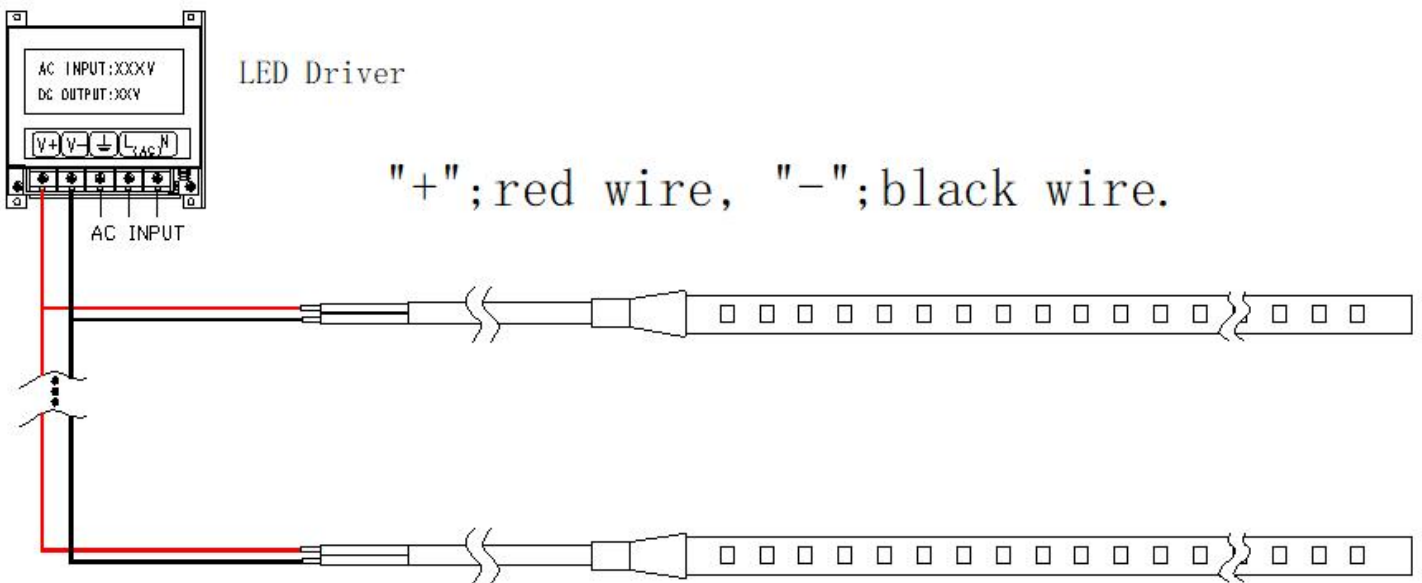 AC INPUT:XXXV
DC OUTPUT:XXV
LED Driver
V+ V- L(AC)N
"+";red wire, "-";black wire.
AC INPUT